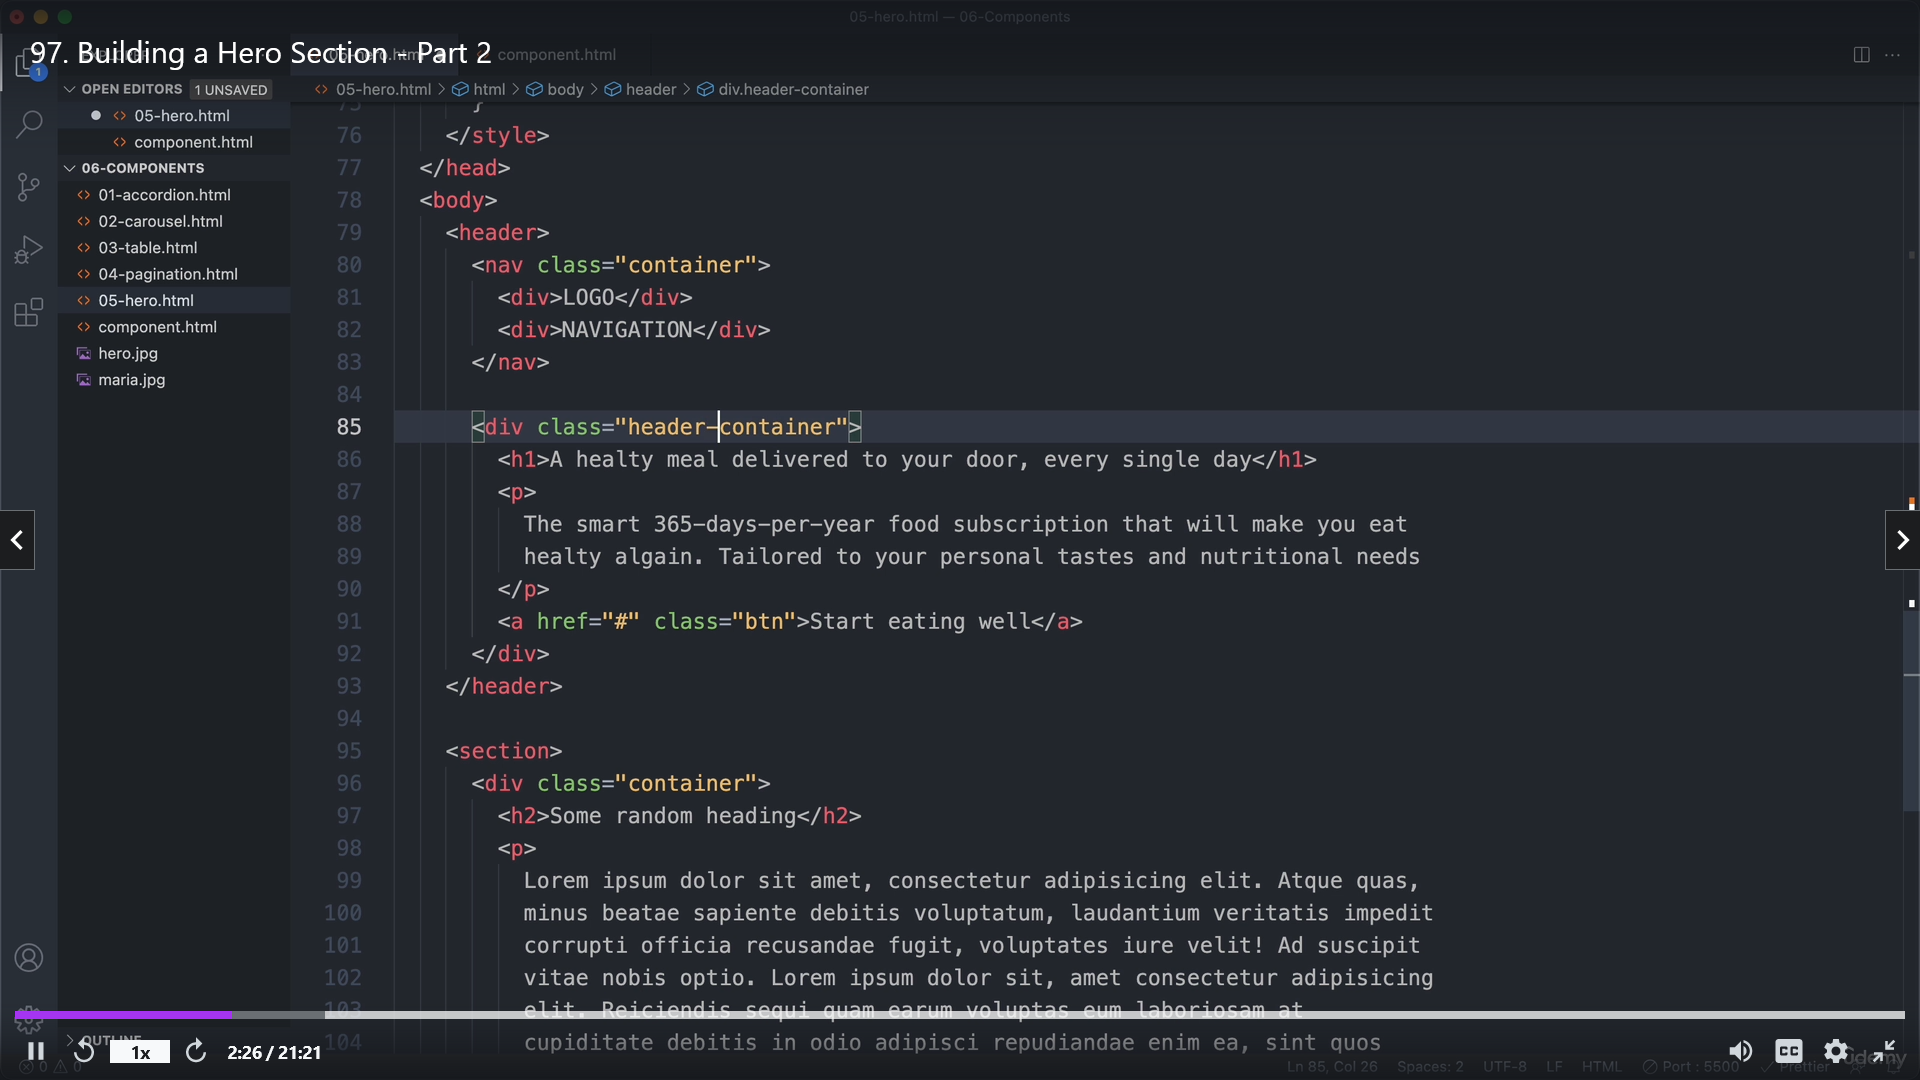 05-hero.html — 06-Components
97. Building a Hero Section - Part 2
component.html
1
OPEN EDITORS 1 UNSAVED
05-hero.html > html > body > header > div.header-container
05-hero.html
component.html
06-COMPONENTS
01-accordion.html
02-carousel.html
03-table.html
04-pagination.html
05-hero.html
component.html
hero.jpg
maria.jpg
75 }
76 </style>
77 </head>
78 <body>
79 <header>
80 <nav class="container">
81 <div>LOGO</div>
82 <div>NAVIGATION</div>
83 </nav>
84
85 <div class="header-container">
86 <h1>A healty meal delivered to your door, every single day</h1>
87 <p>
88 The smart 365-days-per-year food subscription that will make you eat
89 healty algain. Tailored to your personal tastes and nutritional needs
90 </p>
91 <a href="#" class="btn">Start eating well</a>
92 </div>
93 </header>
94
95 <section>
96 <div class="container">
97 <h2>Some random heading</h2>
98 <p>
99 Lorem ipsum dolor sit amet, consectetur adipisicing elit. Atque quas,
100 minus beatae sapiente debitis voluptatum, laudantium veritatis impedit
101 corrupti officia recusandae fugit, voluptates iure velit! Ad suscipit
102 vitae nobis optio. Lorem ipsum dolor sit, amet consectetur adipisicing
103 elit. Reiciendis sequi quam earum voluptas eum laboriosam at
104 cupiditate debitis in odio adipisci repudiandae enim ea, sint quos
OUTLINE
1x
2:26 / 21:21
CC
0 0
Ln 85, Col 26 Spaces: 2 UTF-8 LF HTML Port : 5500 Prettier
Udemy